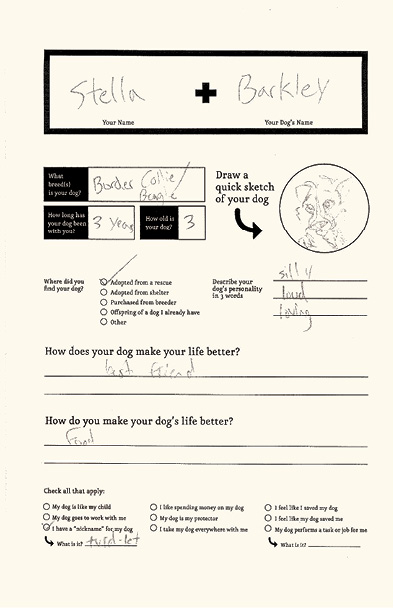 Stella + Barkley
Your Name Your Dog's Name
What breed(s) is your dog? Border Collie/ Beagle
How long has your dog been with you? 3 years
How old is your dog? 3
Draw a quick sketch of your dog
Where did you find your dog?
Adopted from a rescue
Adopted from shelter
Purchased from breeder
Offspring of a dog I already have
Other
Describe your dog's personality in 3 words
silly
loud
loving
How does your dog make your life better?
best friend
How do you make your dog's life better?
Food
Check all that apply:
My dog is like my child
My dog goes to work with me
I have a "nickname" for my dog
What is it? turd-let
I like spending money on my dog
My dog is my protector
I take my dog everywhere with me
I feel like I saved my dog
I feel like my dog saved me
My dog performs a task or job for me
What is it?